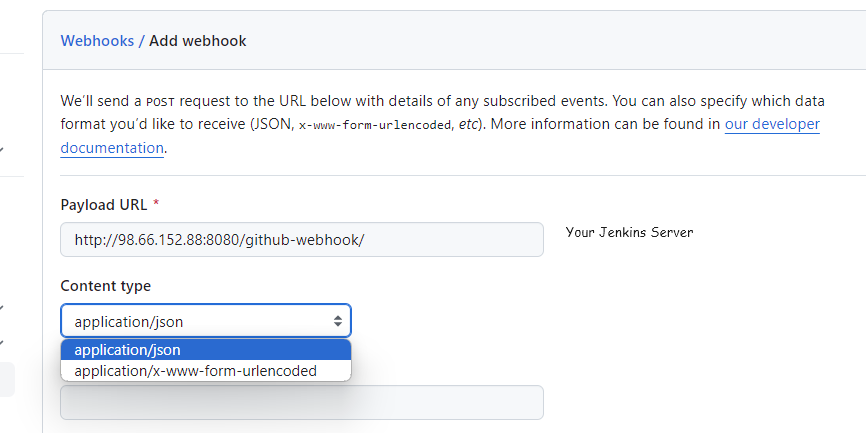 Webhooks / Add webhook
We'll send a POST request to the URL below with details of any subscribed events. You can also specify which data
format you'd like to receive (JSON, x-www-form-urlencoded, etc). More information can be found in our developer
documentation.
Payload URL *
http://98.66.152.88:8080/github-webhook/
Your Jenkins Server
Content type
application/json
application/json
application/x-www-form-urlencoded